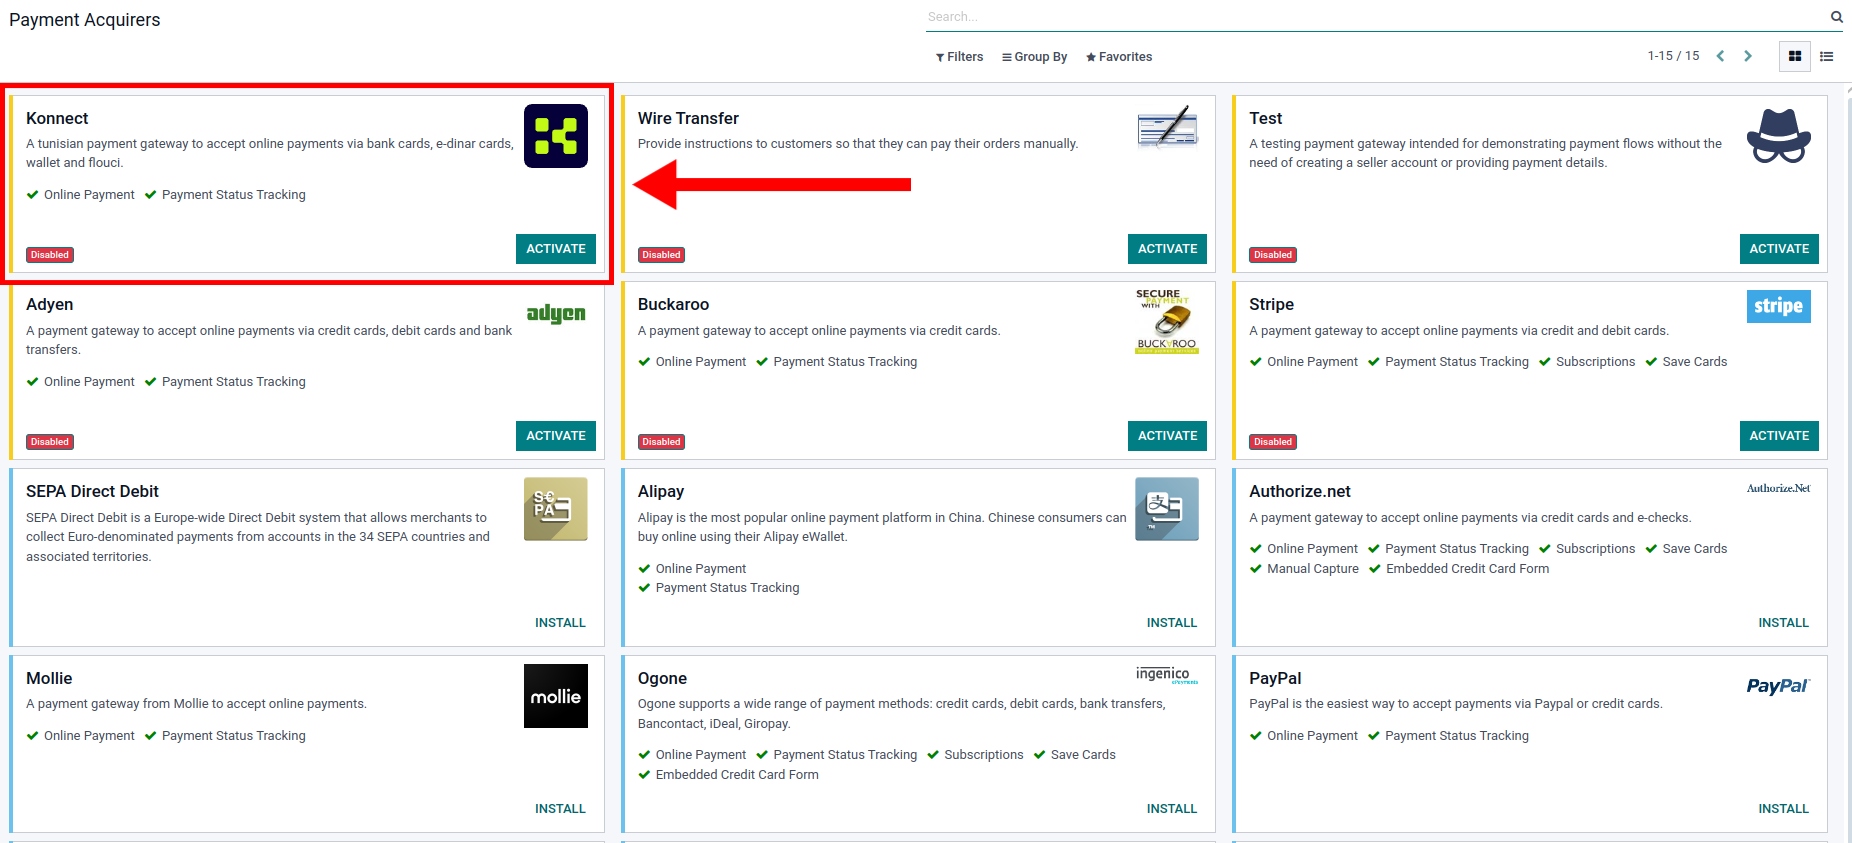 Payment Acquirers
Search...
Filters Group By Favorites
1-15 / 15
Konnect
A tunisian payment gateway to accept online payments via bank cards, e-dinar cards,
wallet and flouci.
Online Payment Payment Status Tracking
Disabled
ACTIVATE
Wire Transfer
Provide instructions to customers so that they can pay their orders manually.
Disabled
ACTIVATE
Test
A testing payment gateway intended for demonstrating payment flows without the
need of creating a seller account or providing payment details.
Disabled
ACTIVATE
Adyen
adyen
A payment gateway to accept online payments via credit cards, debit cards and bank
transfers.
Online Payment Payment Status Tracking
Disabled
ACTIVATE
Buckaroo
SECURE
PAYMENT
WITH
BUCKAROO
A payment gateway to accept online payments via credit cards.
Online Payment Payment Status Tracking
Disabled
ACTIVATE
Stripe
stripe
A payment gateway to accept online payments via credit and debit cards.
Online Payment Payment Status Tracking Subscriptions Save Cards
Disabled
ACTIVATE
SEPA Direct Debit
S€
PA
SEPA Direct Debit is a Europe-wide Direct Debit system that allows merchants to
collect Euro-denominated payments from accounts in the 34 SEPA countries and
associated territories.
INSTALL
Alipay
支
TM
Alipay is the most popular online payment platform in China. Chinese consumers can
buy online using their Alipay eWallet.
Online Payment
Payment Status Tracking
INSTALL
Authorize.net
Authorize.Net
A payment gateway to accept online payments via credit cards and e-checks.
Online Payment Payment Status Tracking Subscriptions Save Cards
Manual Capture Embedded Credit Card Form
INSTALL
Mollie
mollie
A payment gateway from Mollie to accept online payments.
Online Payment Payment Status Tracking
INSTALL
Ogone
ingenico
Ogone supports a wide range of payment methods: credit cards, debit cards, bank transfers,
Bancontact, iDeal, Giropay.
Online Payment Payment Status Tracking Subscriptions Save Cards
Embedded Credit Card Form
INSTALL
PayPal
PayPal
PayPal is the easiest way to accept payments via Paypal or credit cards.
Online Payment Payment Status Tracking
INSTALL